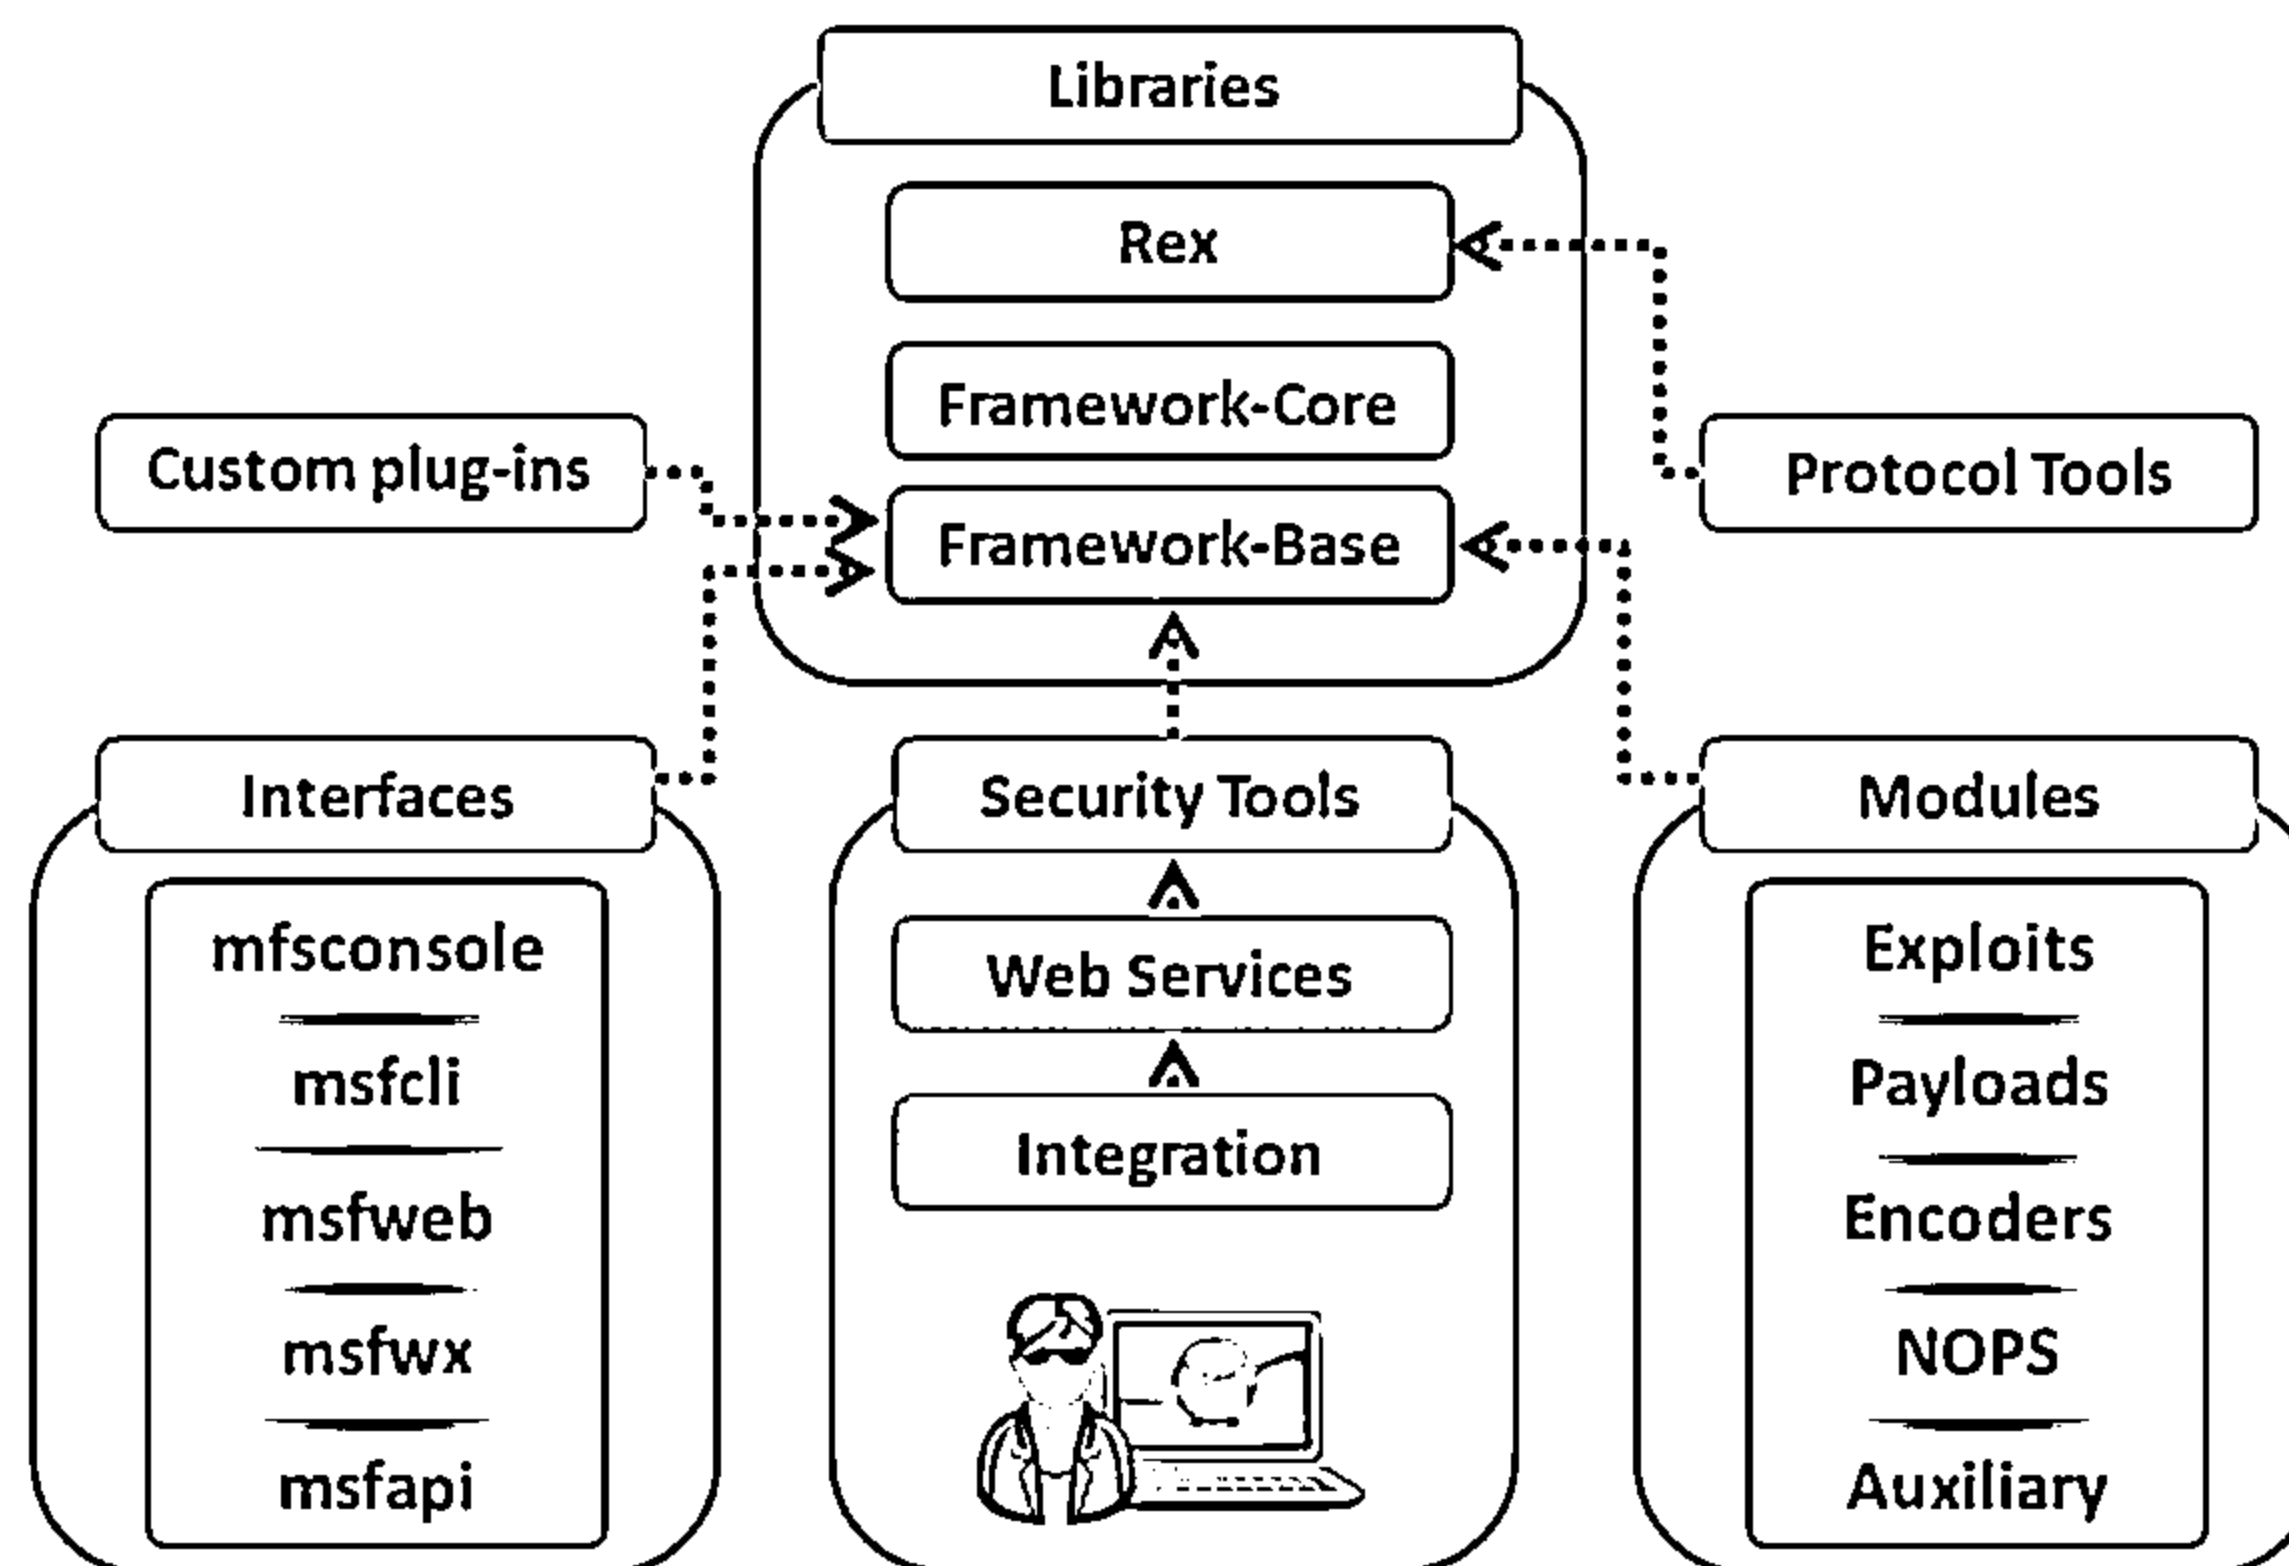 Libraries
Rex
Framework-Core
Framework-Base
Custom plug-ins
Protocol Tools
Interfaces
mfsconsole
msfcli
msfweb
msfwx
msfapi
Security Tools
Web Services
Integration
Modules
Exploits
Payloads
Encoders
NOPS
Auxiliary